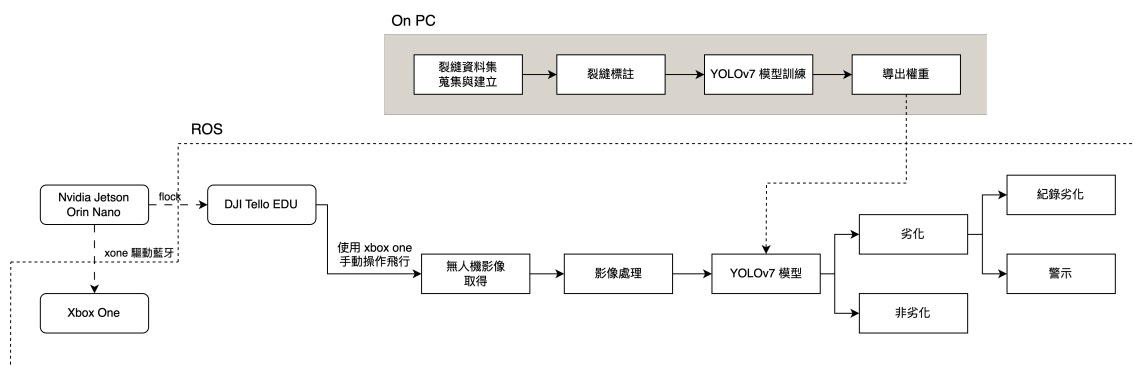 On PC
裂縫資料集
蒐集與建立
裂縫標註
YOLOv7 模型訓練
導出權重
ROS
Nvidia Jetson
Orin Nano
flock
DJI Tello EDU
xone 驅動藍牙
Xbox One
使用 xbox one
手動操作飛行
無人機影像
取得
影像處理
YOLOv7 模型
劣化
非劣化
紀錄劣化
警示